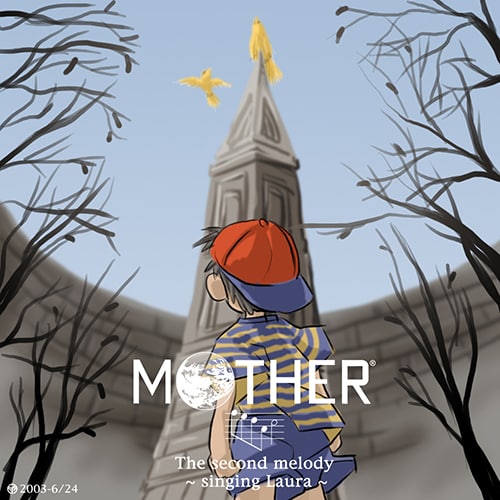 MOTHER®
The second melody
~ singing Laura ~
2003-6/24